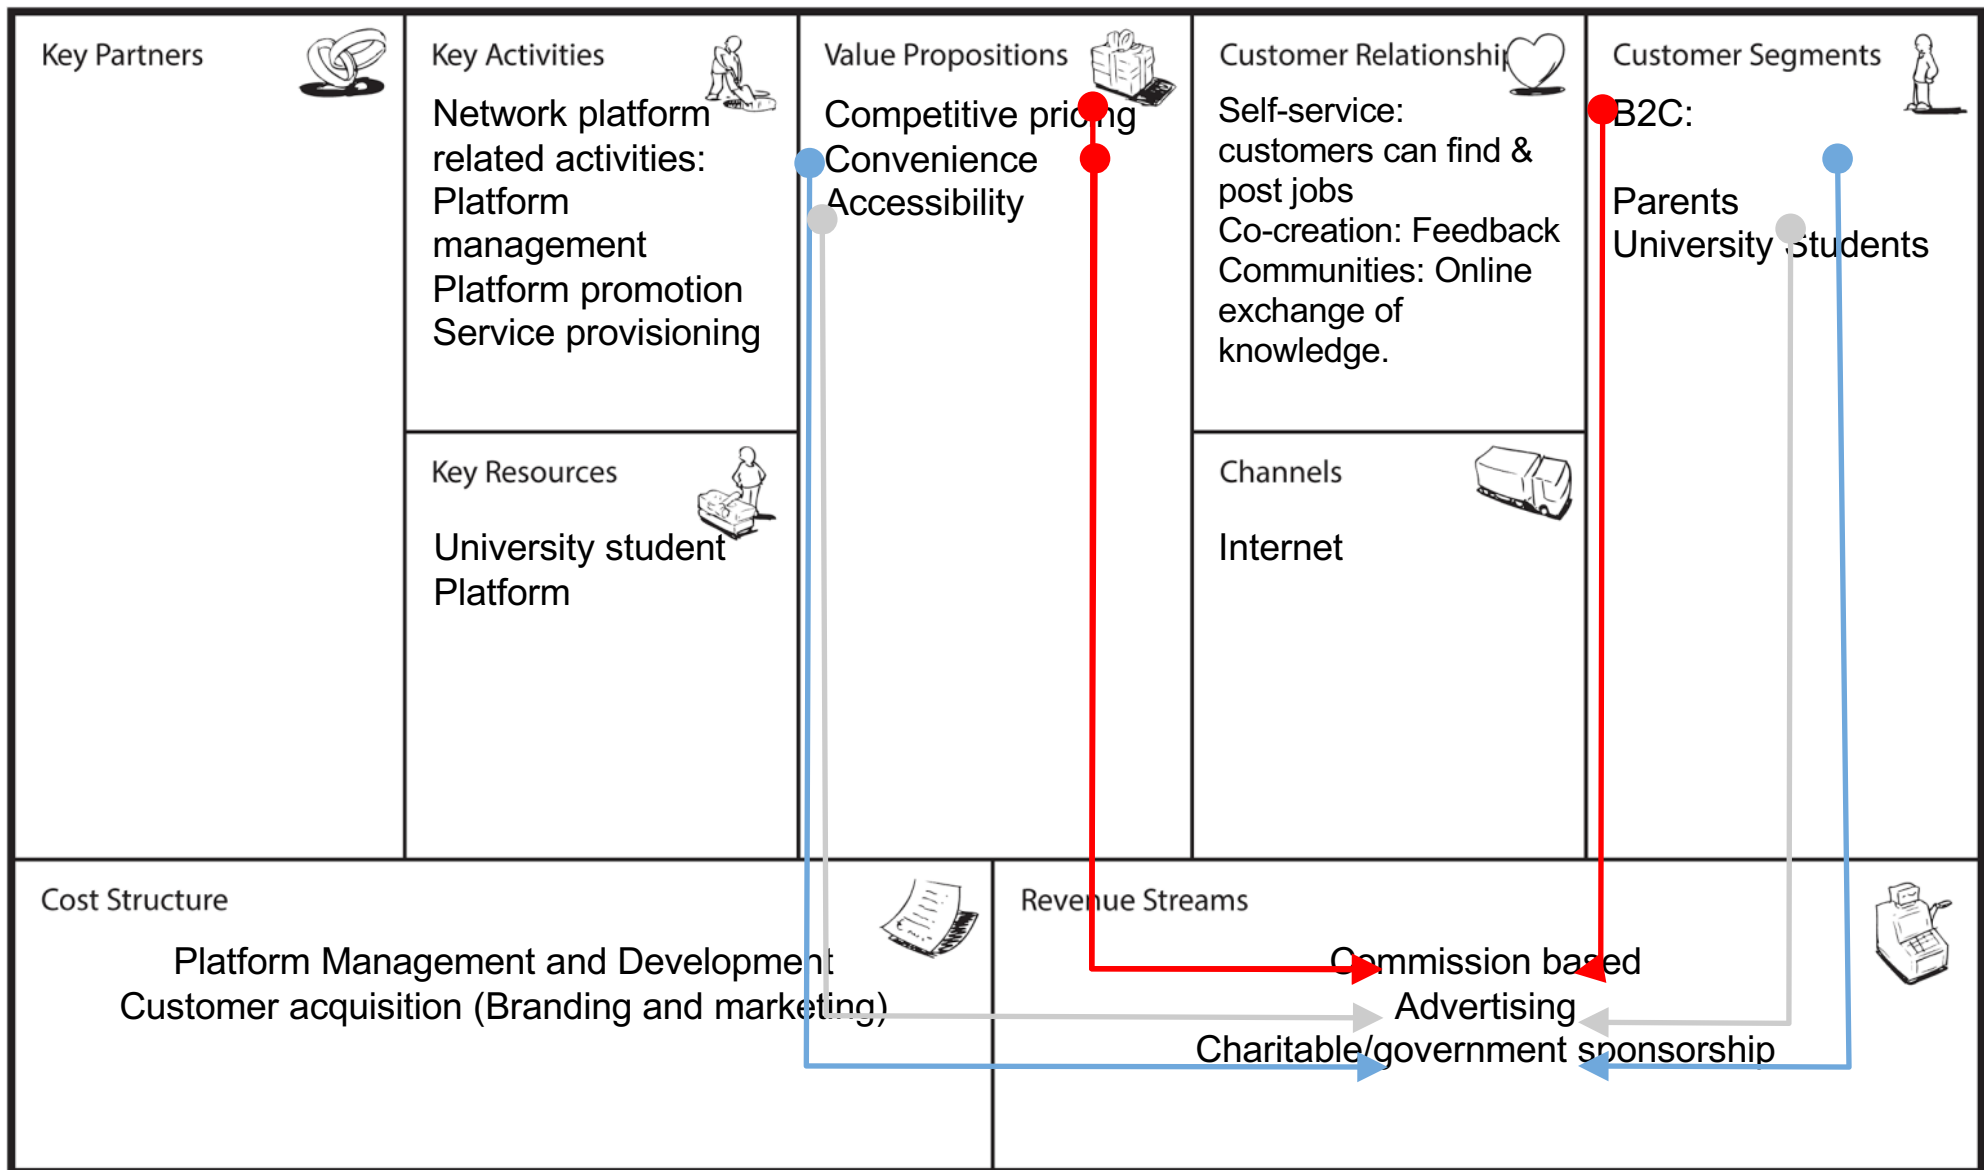 Key Partners
Key Activities
Network platform
related activities:
Platform
management
Platform promotion
Service provisioning
Key Resources
University student
Platform
Value Propositions
Competitive pricing
Convenience
Accessibility
Customer Relationship
Self-service:
customers can find &
post jobs
Co-creation: Feedback
Communities: Online
exchange of
knowledge.
Channels
Internet
Customer Segments
B2C:
Parents
University Students
Cost Structure
Platform Management and Development
Customer acquisition (Branding and marketing)
Revenue Streams
Commission based
Advertising
Charitable/government sponsorship